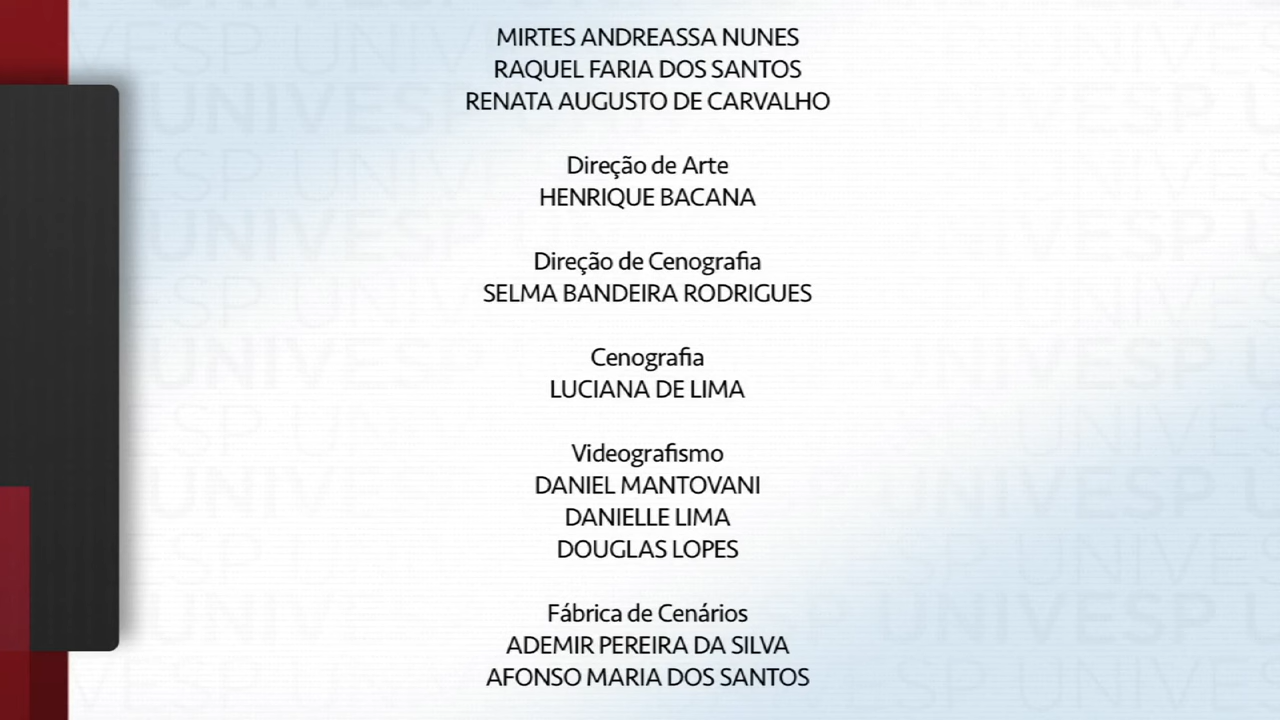 MIRTES ANDREASSA NUNES
RAQUEL FARIA DOS SANTOS
RENATA AUGUSTO DE CARVALHO
Direção de Arte
HENRIQUE BACANA
Direção de Cenografia
SELMA BANDEIRA RODRIGUES
Cenografia
LUCIANA DE LIMA
Videografismo
DANIEL MANTOVANI
DANIELLE LIMA
DOUGLAS LOPES
Fábrica de Cenários
ADEMIR PEREIRA DA SILVA
AFONSO MARIA DOS SANTOS